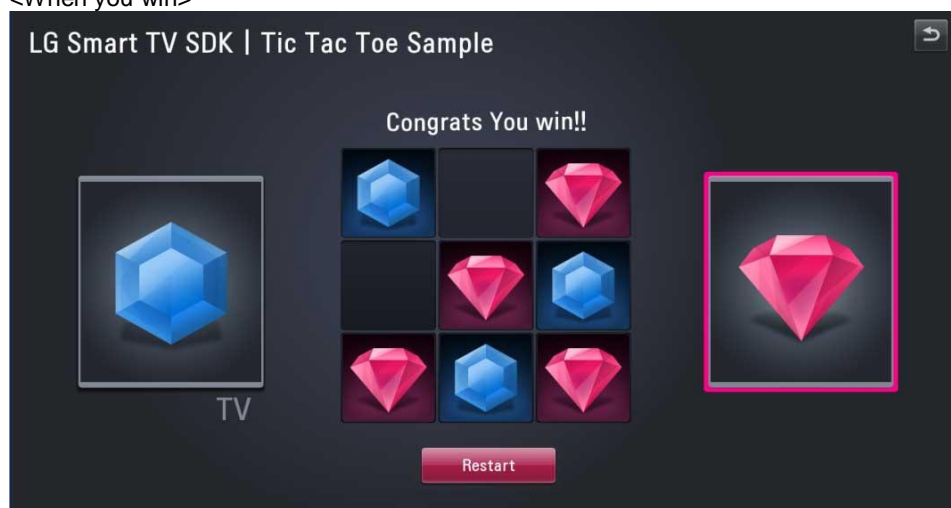 <When you win>
LG Smart TV SDK | Tic Tac Toe Sample
Congrats You win!!
TV
Restart